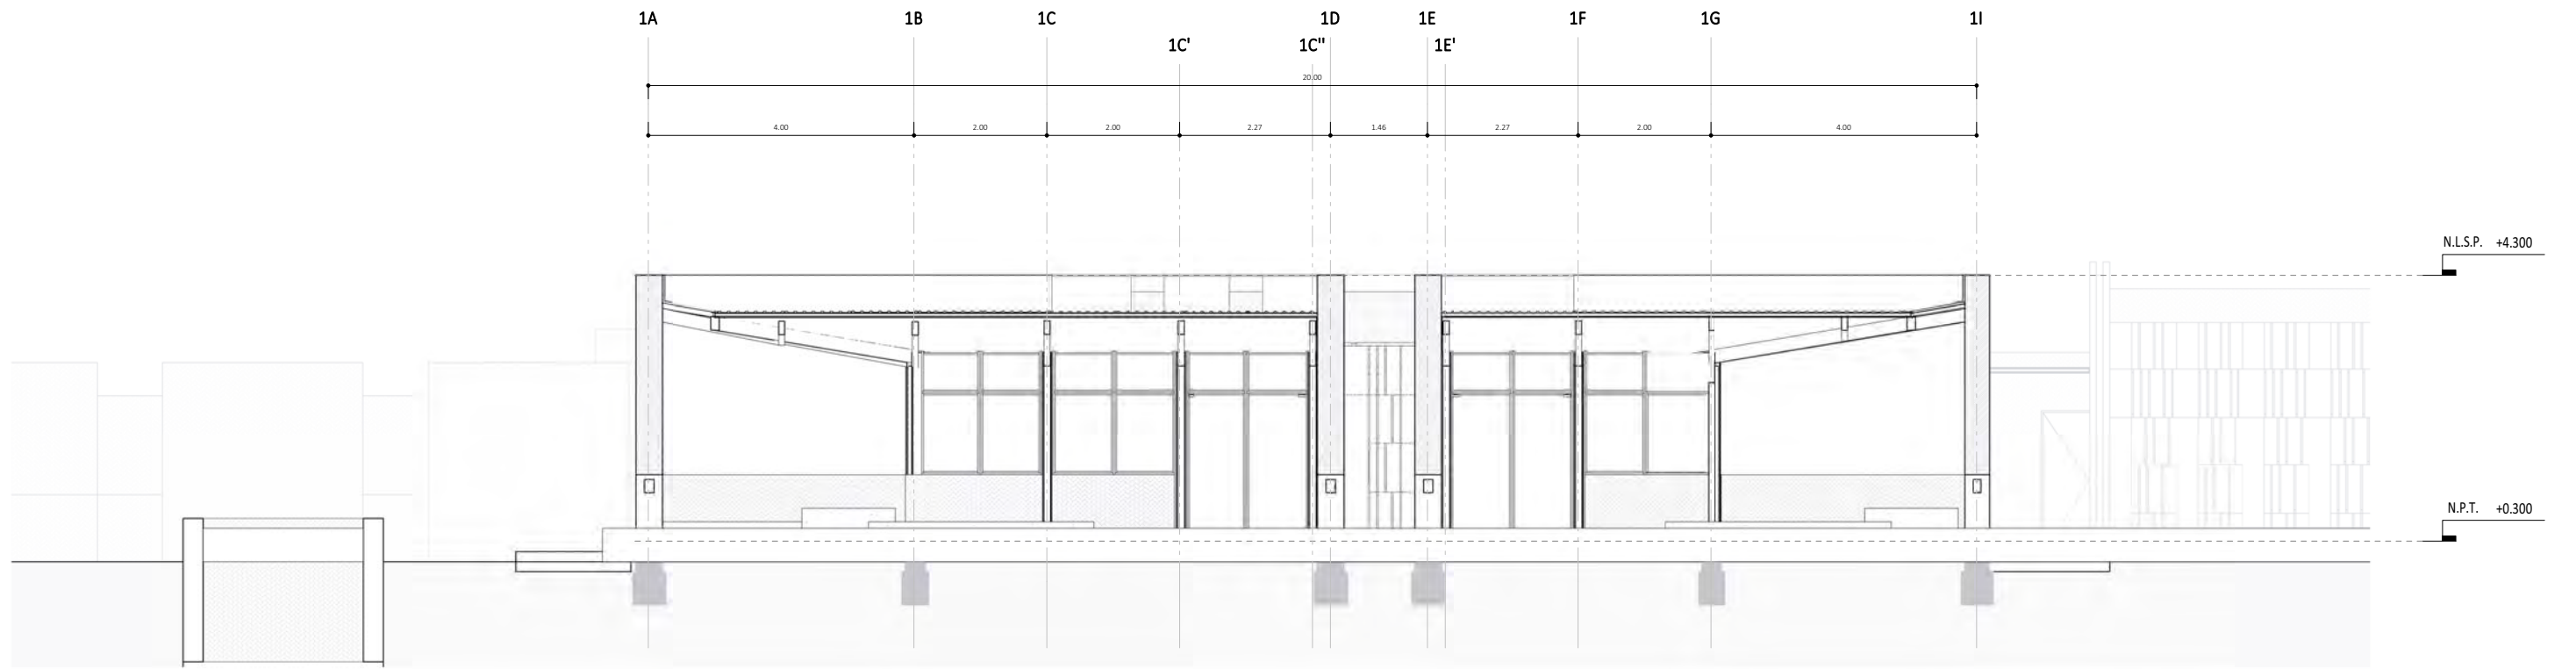 1A 1B 1C 1D 1E 1F 1G 1I
1C' 1C" 1E'
20.00
4.00 2.00 2.00 2.27 1.46 2.27 2.00 4.00
N.L.S.P. +4.300
N.P.T. +0.300